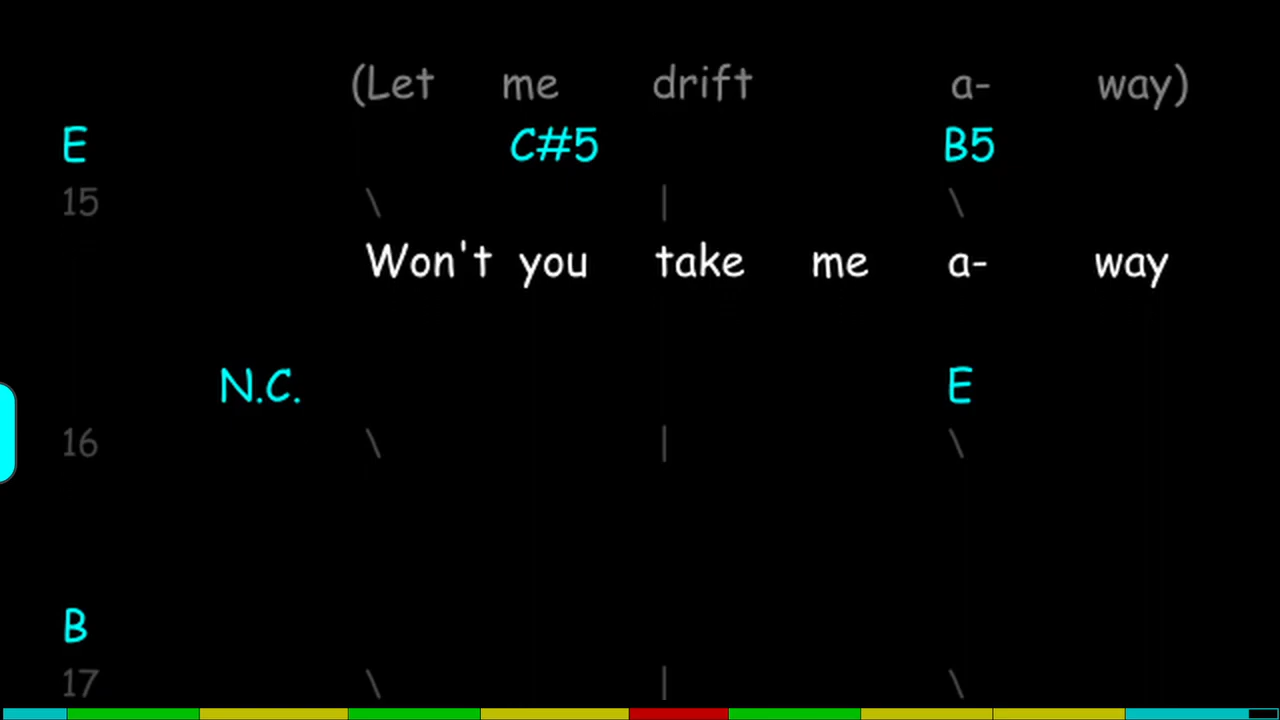 (Let me drift a- way)
E C#5 B5
15 \ | \
Won't you take me a- way
N.C. E
16 \ | \
B
17 \ | \